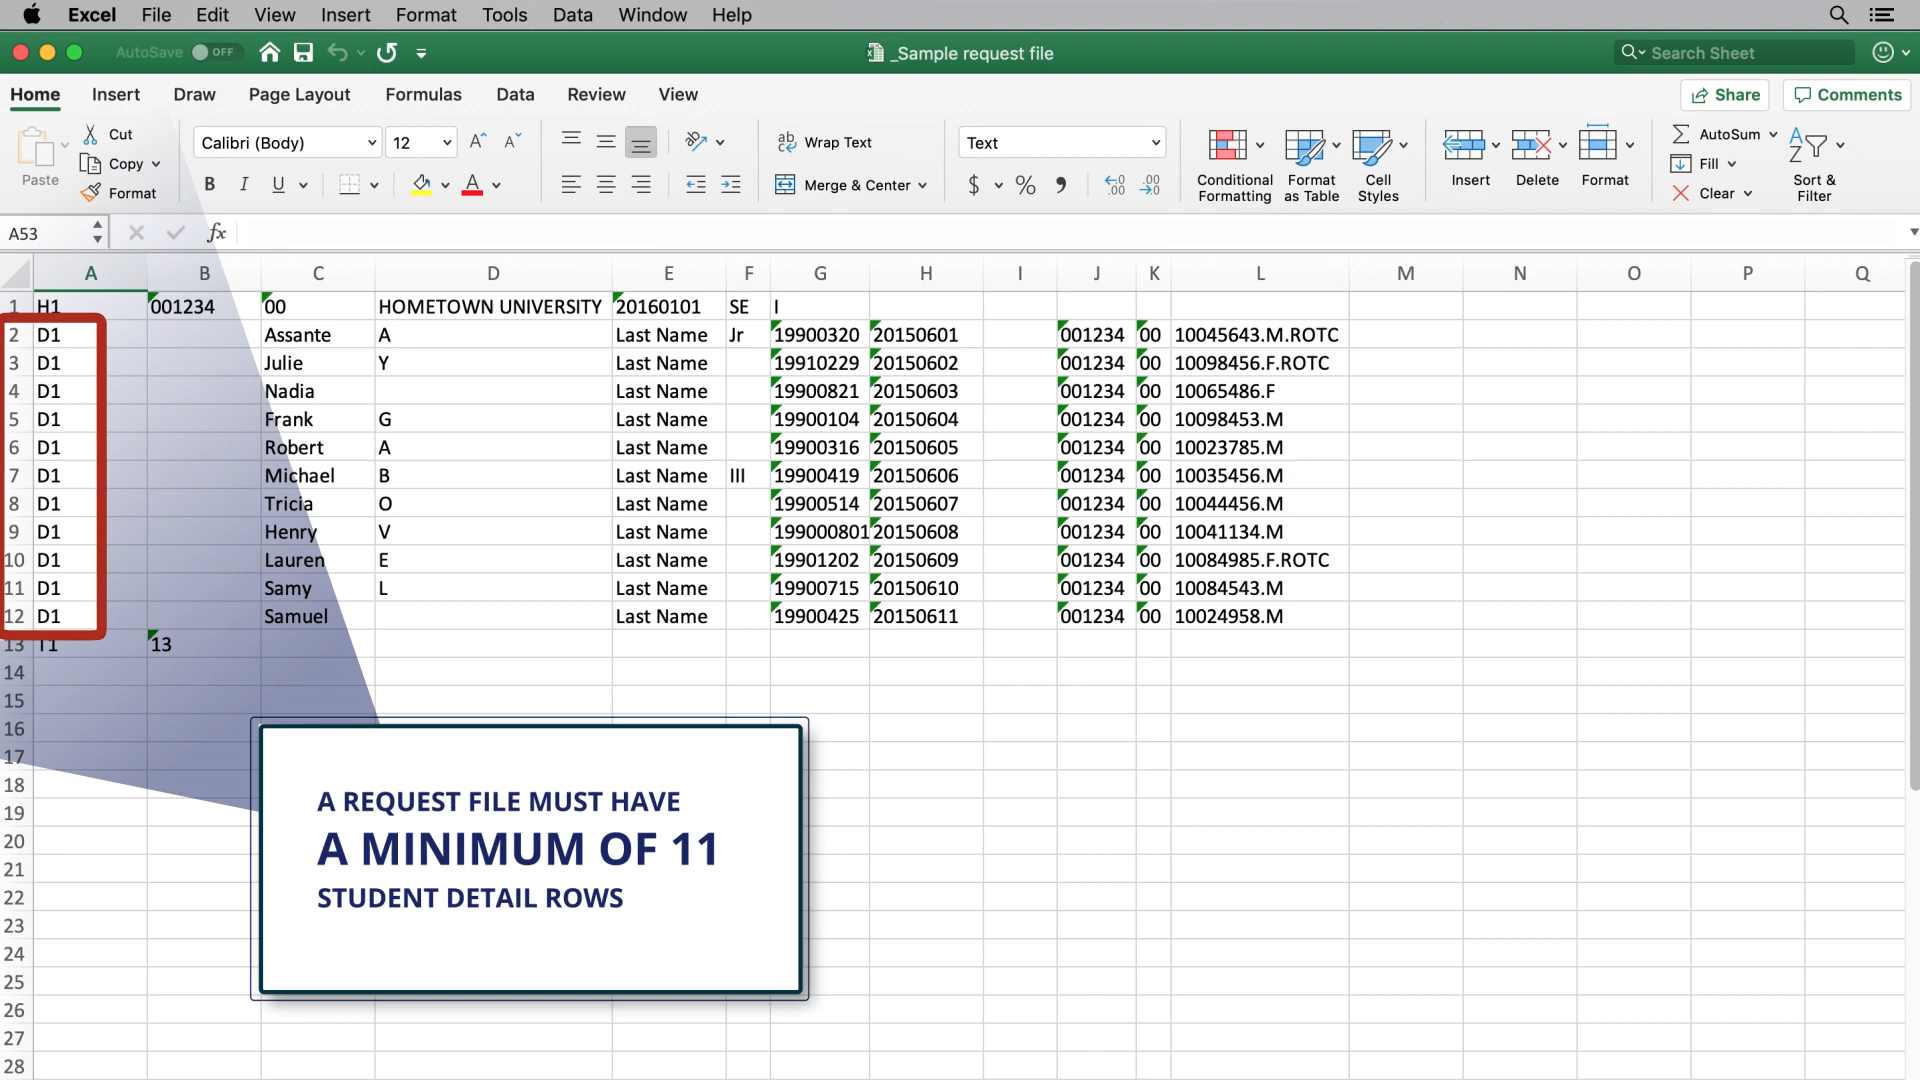 Excel File Edit View Insert Format Tools Data Window Help
AutoSave OFF _Sample request file Search Sheet
Home Insert Draw Page Layout Formulas Data Review View Share Comments
Paste Cut Copy Format
Calibri (Body) 12
B I U A
ab Wrap Text
Merge & Center
Text
$ %
Conditional Formatting
Format as Table
Cell Styles
Insert Delete Format
AutoSum
Fill
Clear
Sort & Filter
A53 fx
A B C D E F G H I J K L M N O P Q
1 H1 001234 00 HOMETOWN UNIVERSITY 20160101 SE I
2 D1 Assante A Last Name Jr 19900320 20150601 001234 00 10045643.M.ROTC
3 D1 Julie Y Last Name 19910229 20150602 001234 00 10098456.F.ROTC
4 D1 Nadia Last Name 19900821 20150603 001234 00 10065486.F
5 D1 Frank G Last Name 19900104 20150604 001234 00 10098453.M
6 D1 Robert A Last Name 19900316 20150605 001234 00 10023785.M
7 D1 Michael B Last Name III 19900419 20150606 001234 00 10035456.M
8 D1 Tricia O Last Name 19900514 20150607 001234 00 10044456.M
9 D1 Henry V Last Name 199000801 20150608 001234 00 10041134.M
10 D1 Lauren E Last Name 19901202 20150609 001234 00 10084985.F.ROTC
11 D1 Samy L Last Name 19900715 20150610 001234 00 10084543.M
12 D1 Samuel Last Name 19900425 20150611 001234 00 10024958.M
13 T1 13
14
15
16
17
18
19
20
21
22
23
24
25
26
27
28
A REQUEST FILE MUST HAVE
A MINIMUM OF 11
STUDENT DETAIL ROWS